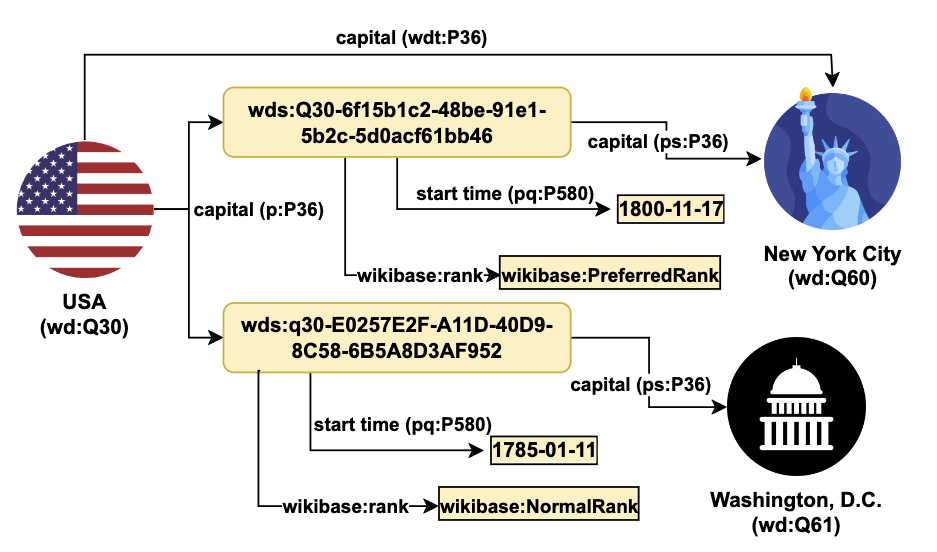 capital (wdt:P36)
wds:Q30-6f15b1c2-48be-91e1-
5b2c-5d0acf61bb46
capital (ps:P36)
start time (pq:P580)
capital (p:P36)
1800-11-17
New York City
(wd:Q60)
wikibase:rank
wikibase:PreferredRank
USA
(wd:Q30)
wds:q30-E0257E2F-A11D-40D9-
8C58-6B5A8D3AF952
capital (ps:P36)
start time (pq:P580)
1785-01-11
wikibase:rank
wikibase:NormalRank
Washington, D.C.
(wd:Q61)